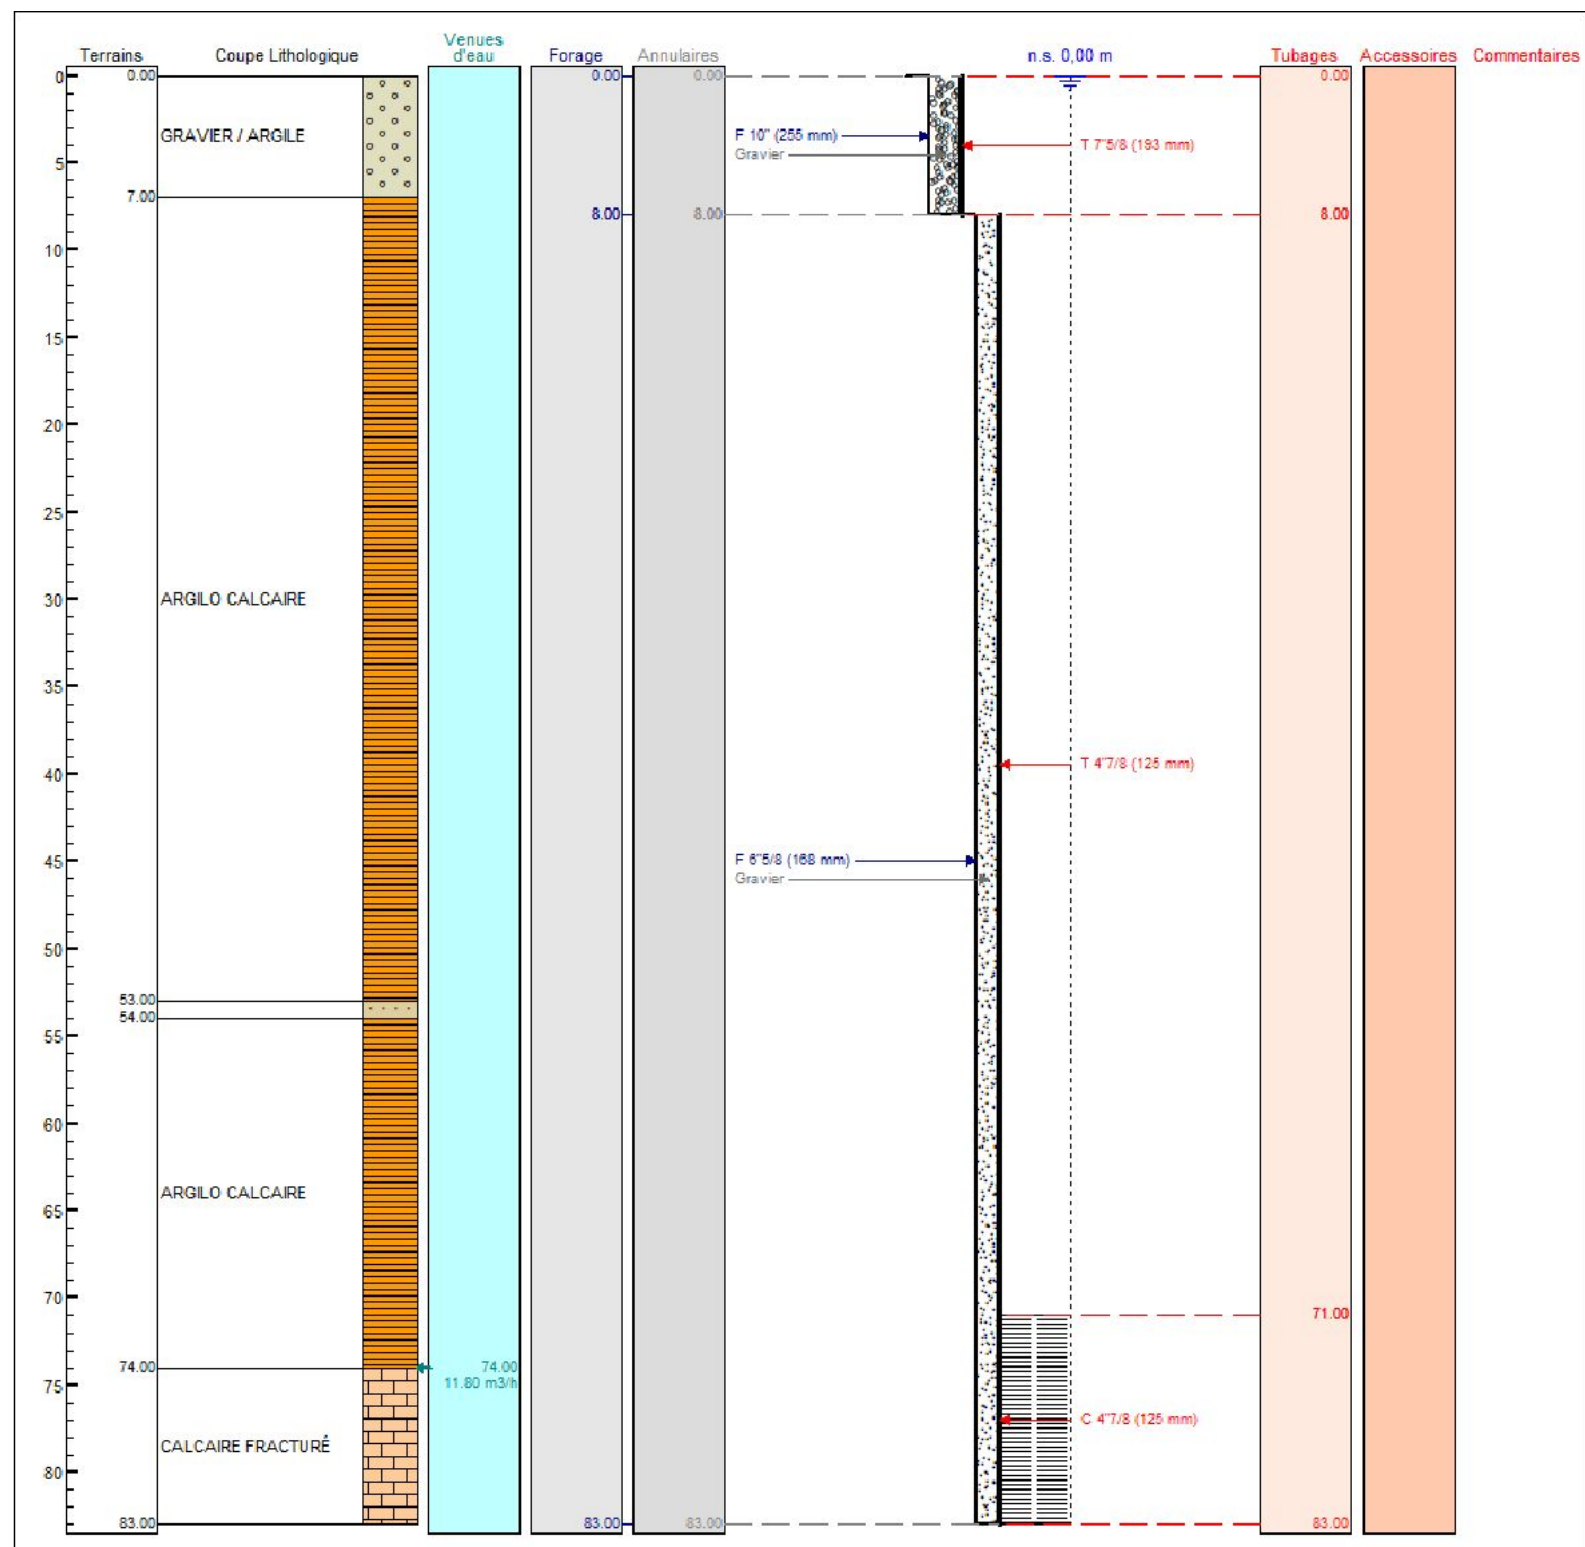 Terrains
Coupe Lithologique
Venues
d'eau
Forage
Annulaires
n.s. 0,00 m
Tubages
Accessoires
Commentaires
0
0.00
0.00
0.00
0.00
GRAVIER / ARGILE
F 10" (255 mm)
Gravier
T 7"5/8 (193 mm)
5
7.00
8.00
8.00
8.00
10
15
20
25
30
ARGILO CALCAIRE
35
40
T 4"7/8 (125 mm)
45
F 6"5/8 (168 mm)
Gravier
50
53.00
54.00
55
60
ARGILO CALCAIRE
65
70
71.00
74.00
74.00
11.80 m3/h
75
C 4"7/8 (125 mm)
CALCAIRE FRACTURÉ
80
83.00
83.00
83.00
83.00